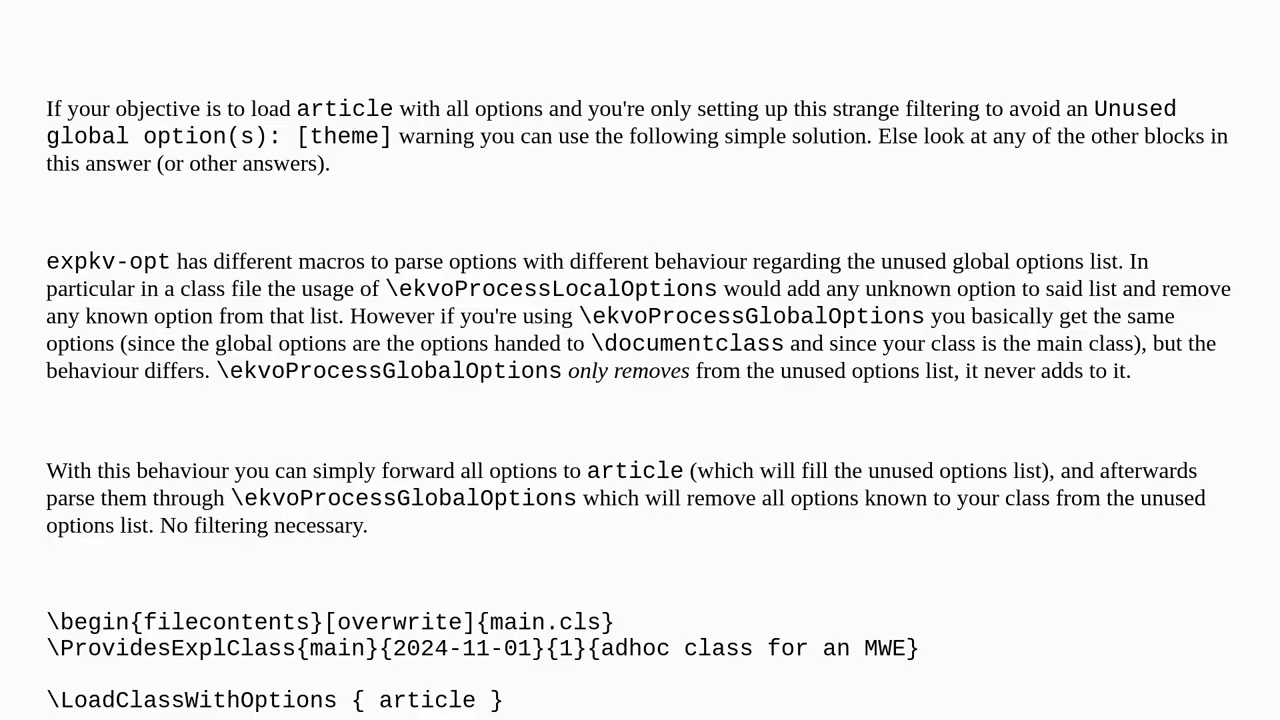 If your objective is to load article with all options and you're only setting up this strange filtering to avoid an Unused
global option(s): [theme] warning you can use the following simple solution. Else look at any of the other blocks in
this answer (or other answers).
expkv-opt has different macros to parse options with different behaviour regarding the unused global options list. In
particular in a class file the usage of \ekvoProcessLocalOptions would add any unknown option to said list and remove
any known option from that list. However if you're using \ekvoProcessGlobalOptions you basically get the same
options (since the global options are the options handed to \documentclass and since your class is the main class), but the
behaviour differs. \ekvoProcessGlobalOptions only removes from the unused options list, it never adds to it.
With this behaviour you can simply forward all options to article (which will fill the unused options list), and afterwards
parse them through \ekvoProcessGlobalOptions which will remove all options known to your class from the unused
options list. No filtering necessary.
\begin{filecontents}[overwrite]{main.cls}
\ProvidesExplClass{main}{2024-11-01}{1}{adhoc class for an MWE}
\LoadClassWithOptions { article }